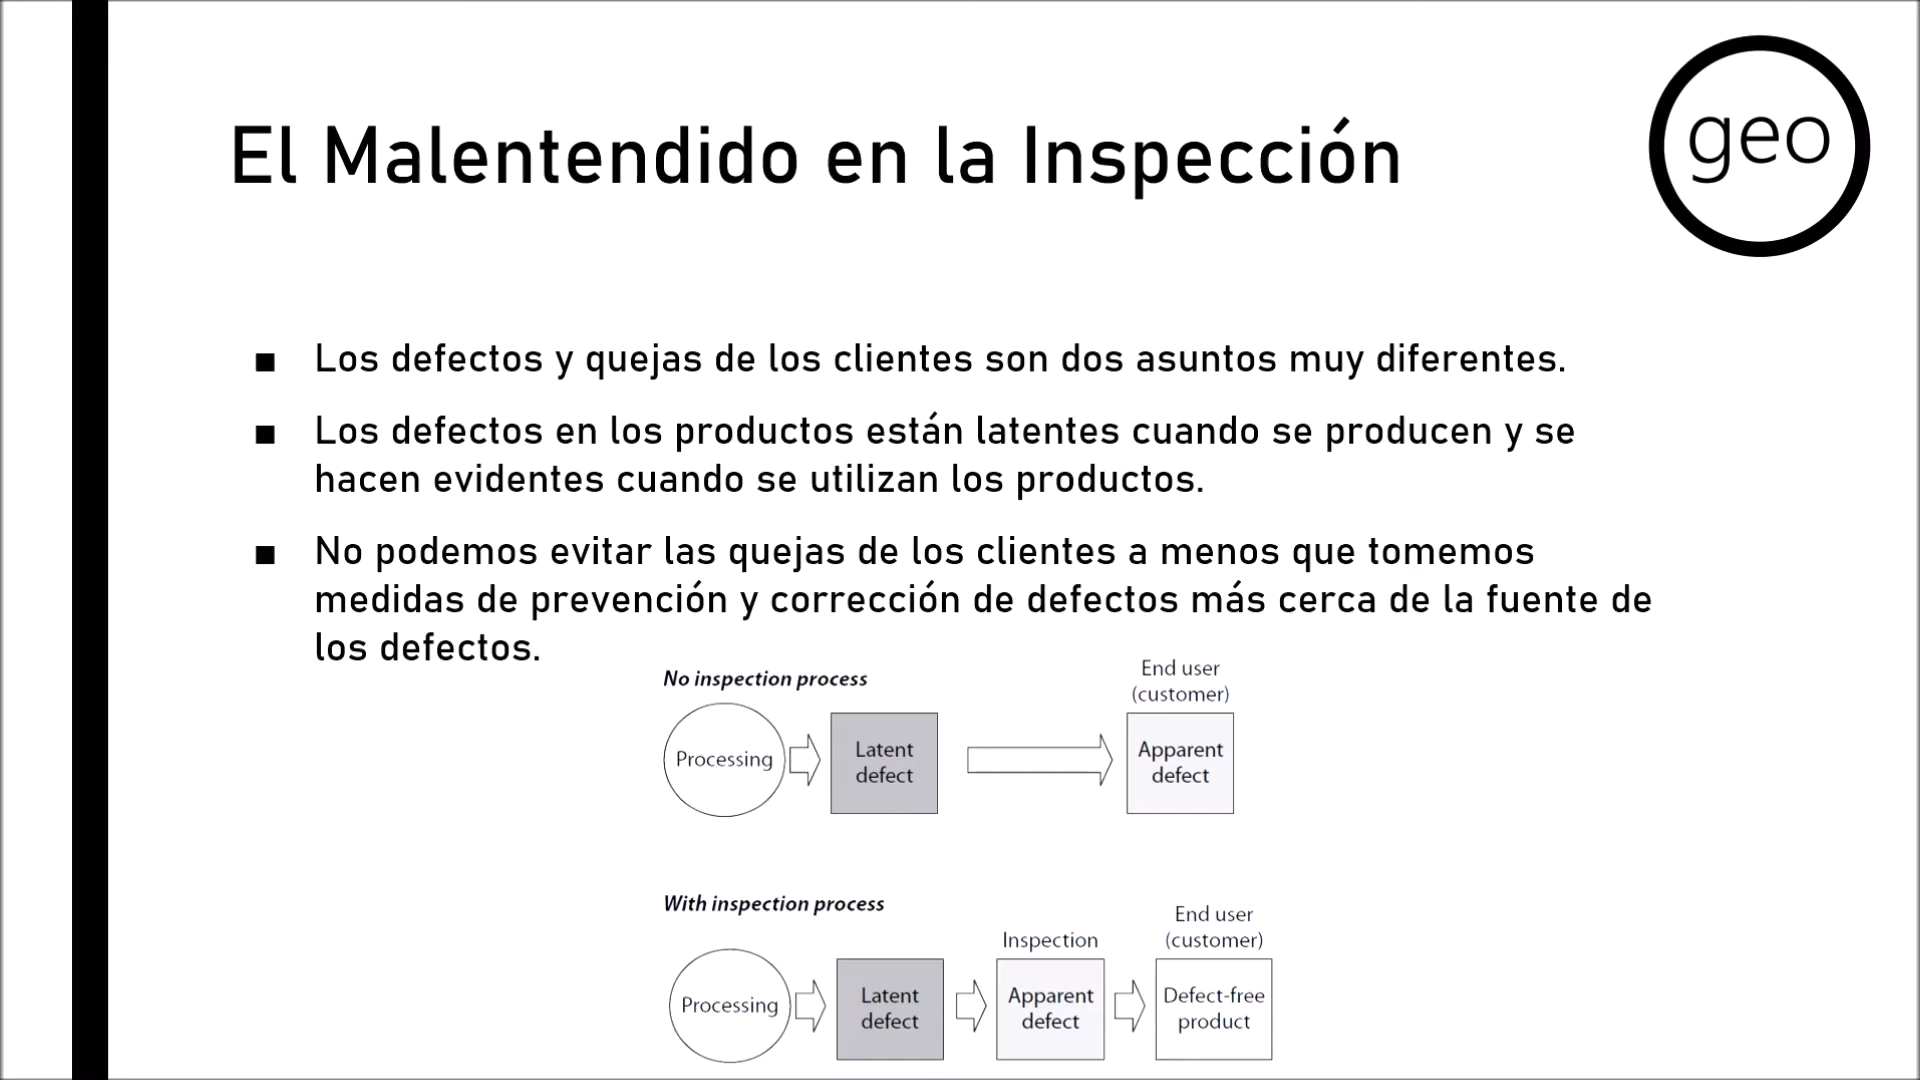 El Malentendido en la Inspección
geo
■ Los defectos y quejas de los clientes son dos asuntos muy diferentes.
■ Los defectos en los productos están latentes cuando se producen y se
hacen evidentes cuando se utilizan los productos.
■ No podemos evitar las quejas de los clientes a menos que tomemos
medidas de prevención y corrección de defectos más cerca de la fuente de
los defectos.
No inspection process
End user
(customer)
Processing
Latent
defect
Apparent
defect
With inspection process
Inspection
End user
(customer)
Processing
Latent
defect
Apparent
defect
Defect-free
product